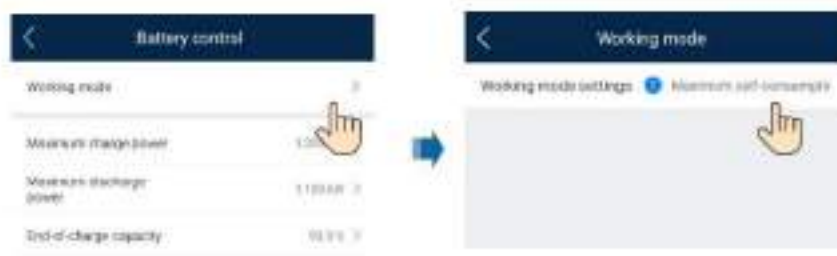 Battery control
Working mode
Maximum charge power
Maximum discharge
power
End-of-charge capacity
Working mode
Working mode settings Maximum self-consumptio